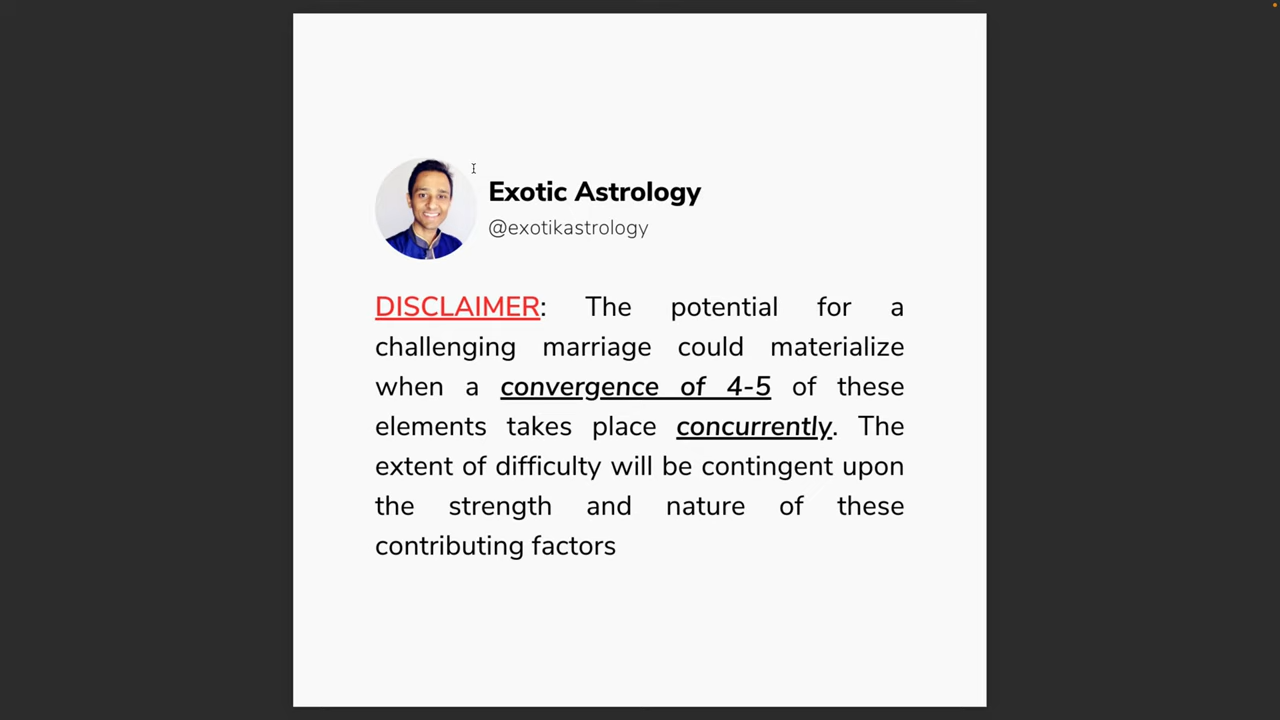 Exotic Astrology
@exotikastrology
DISCLAIMER: The potential for a
challenging marriage could materialize
when a convergence of 4-5 of these
elements takes place concurrently. The
extent of difficulty will be contingent upon
the strength and nature of these
contributing factors